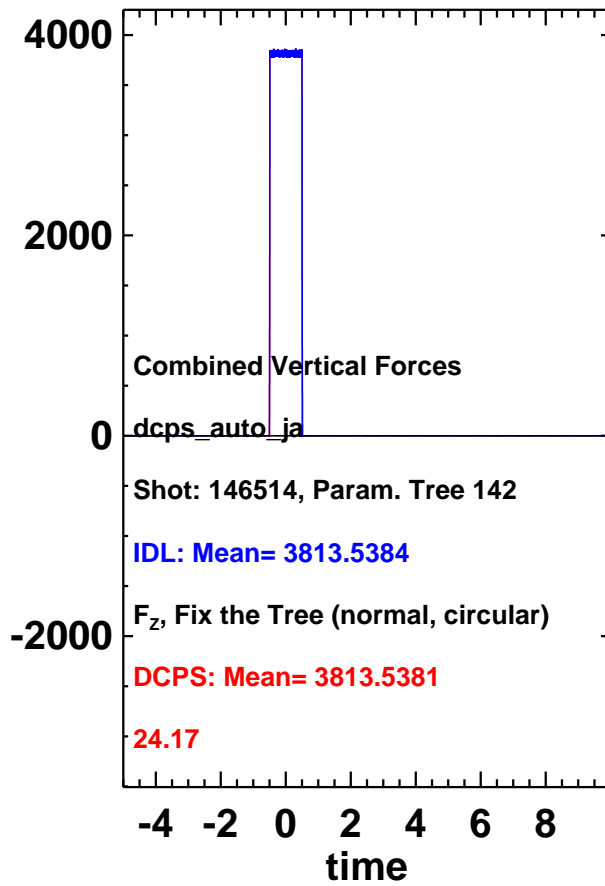 4000
2000
Combined Vertical Forces
0
dcps_auto_ja
Shot: 146514, Param. Tree 142
IDL: Mean= 3813.5384
F_Z, Fix the Tree (normal, circular)
-2000
DCPS: Mean= 3813.5381
24.17
-4 -2 0 2 4 6 8
time